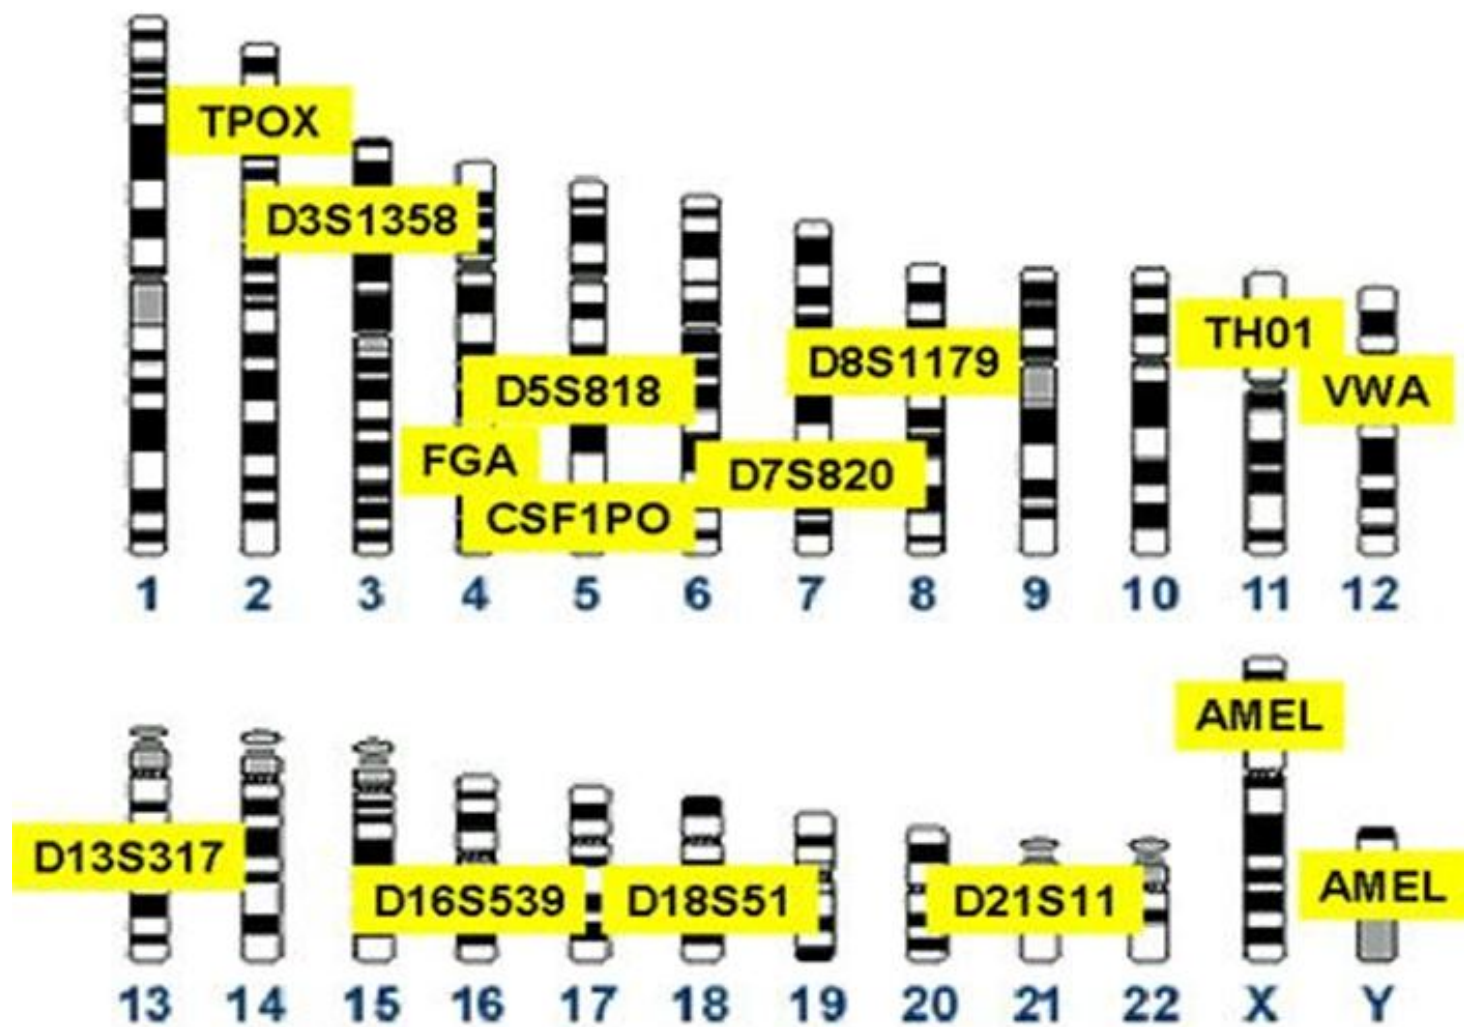 TPOX
D3S1358
TH01
D8S1179
D5S818
VWA
FGA
D7S820
CSF1PO
1 2 3 4 5 6 7 8 9 10 11 12
AMEL
D13S317
AMEL
D16S539 D18S51 D21S11
13 14 15 16 17 18 19 20 21 22 X Y